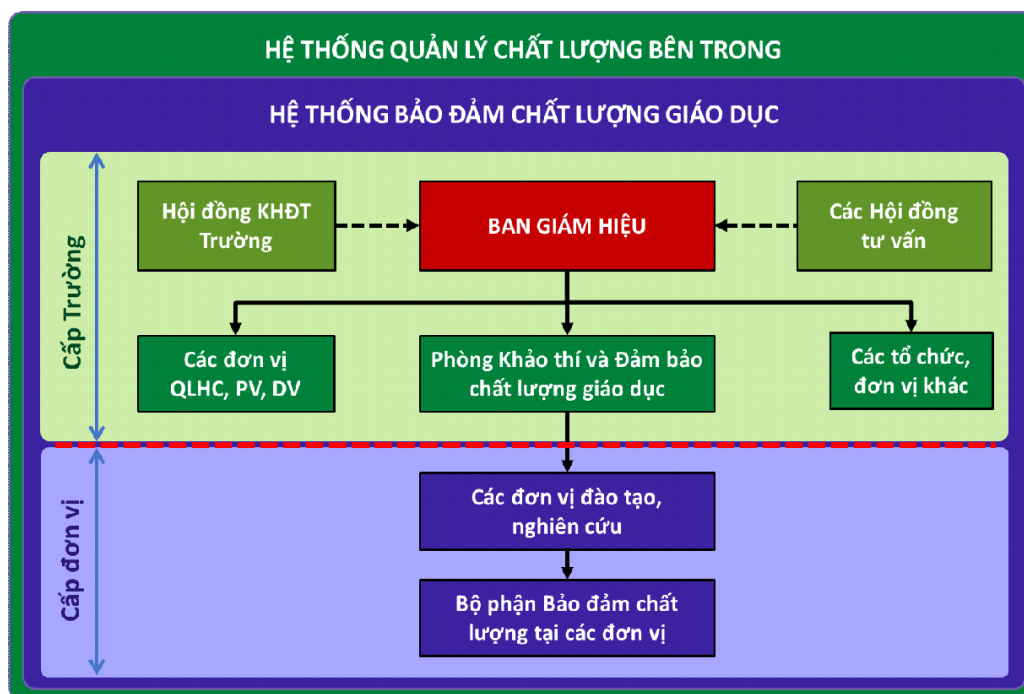 HỆ THỐNG QUẢN LÝ CHẤT LƯỢNG BÊN TRONG
HỆ THỐNG BẢO ĐẢM CHẤT LƯỢNG GIÁO DỤC
Cấp Trường
Hội đồng KHĐT
Trường
BAN GIÁM HIỆU
Các Hội đồng
tư vấn
Các đơn vị
QLHC, PV, DV
Phòng Khảo thí và Đảm bảo
chất lượng giáo dục
Các tổ chức,
đơn vị khác
Cấp đơn vị
Các đơn vị đào tạo,
nghiên cứu
Bộ phận Bảo đảm chất
lượng tại các đơn vị